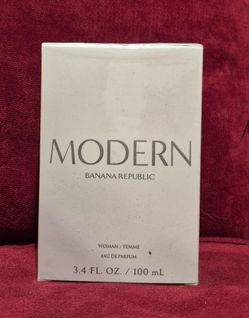 MODERN
BANANA REPUBLIC
WOMAN / FEMME
EAU DE PARFUM
3.4 FL. OZ. / 100 mL